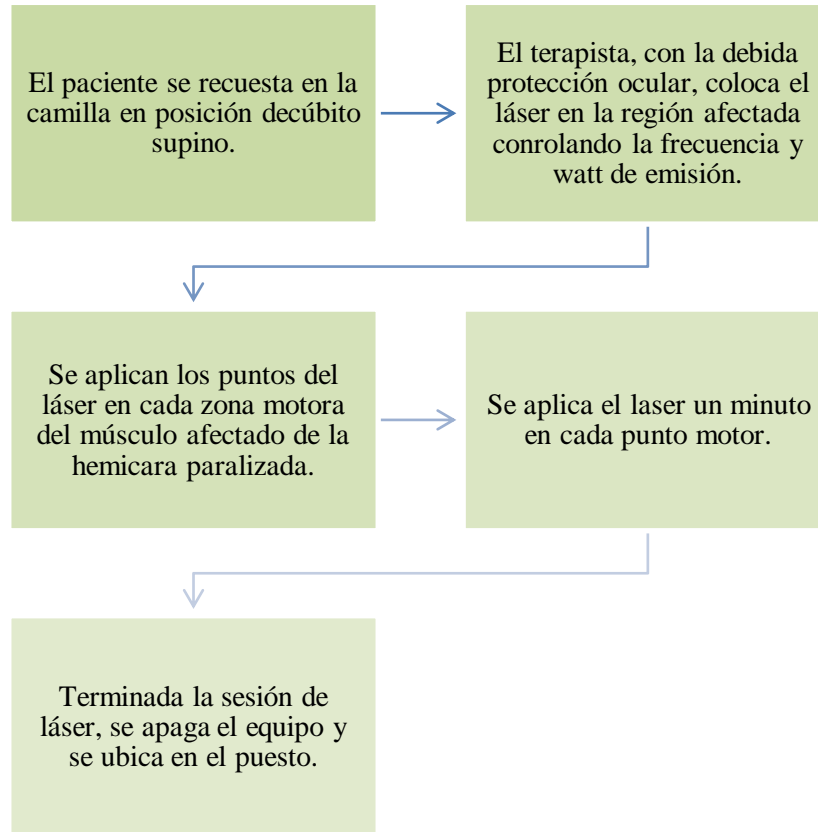 El paciente se recuesta en la
camilla en posición decúbito
supino.
El terapista, con la debida
protección ocular, coloca el
láser en la región afectada
conrolando la frecuencia y
watt de emisión.
Se aplican los puntos del
láser en cada zona motora
del músculo afectado de la
hemicara paralizada.
Se aplica el laser un minuto
en cada punto motor.
Terminada la sesión de
láser, se apaga el equipo y
se ubica en el puesto.